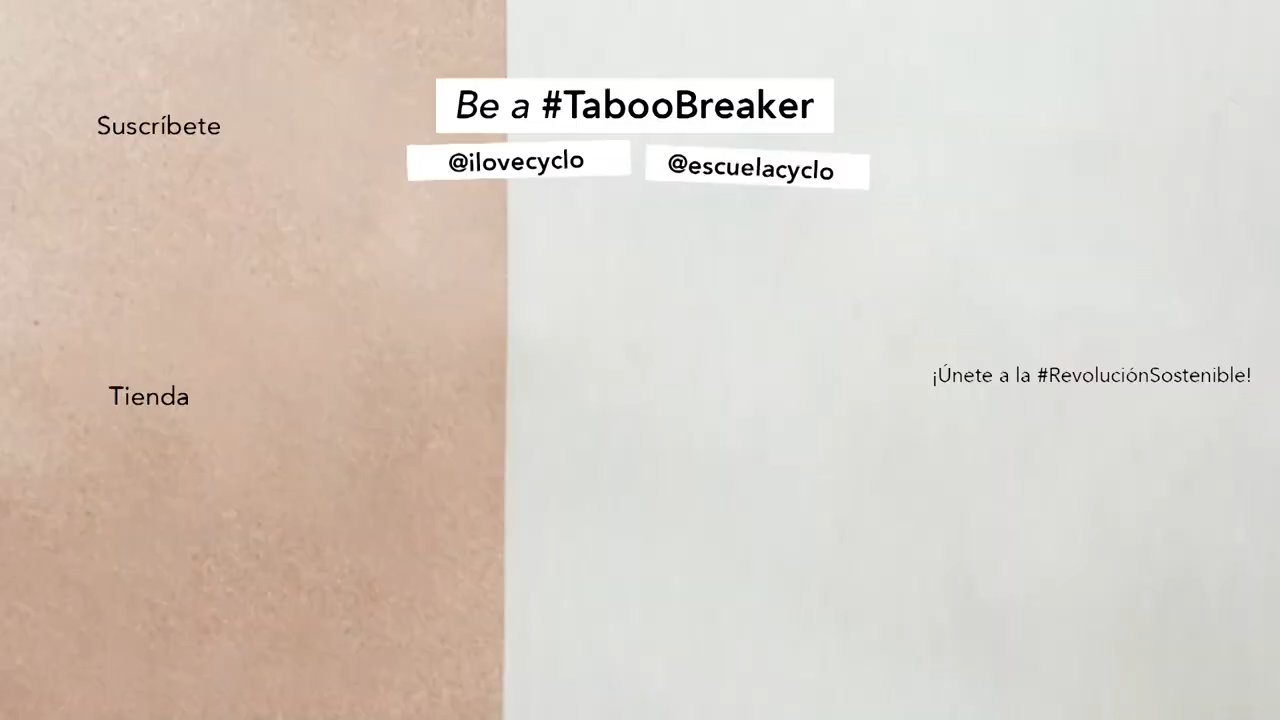 Be a #TabooBreaker
Suscríbete
@ilovecyclo
@escuelacyclo
Tienda
¡Únete a la #RevoluciónSostenible!